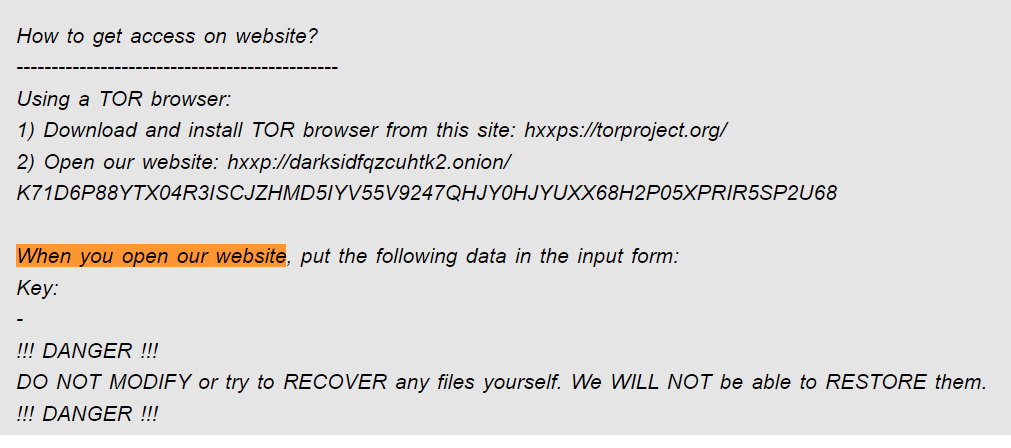 How to get access on website?
----------------------------------------------
Using a TOR browser:
1) Download and install TOR browser from this site: hxxps://torproject.org/
2) Open our website: hxxp://darksidfqzcuhtk2.onion/
K71D6P88YTX04R3ISCJZHMD5IYV55V9247QHJY0HJYUXX68H2P05XPRIR5SP2U68
When you open our website, put the following data in the input form:
Key:
-
!!! DANGER !!!
DO NOT MODIFY or try to RECOVER any files yourself. We WILL NOT be able to RESTORE them.
!!! DANGER !!!